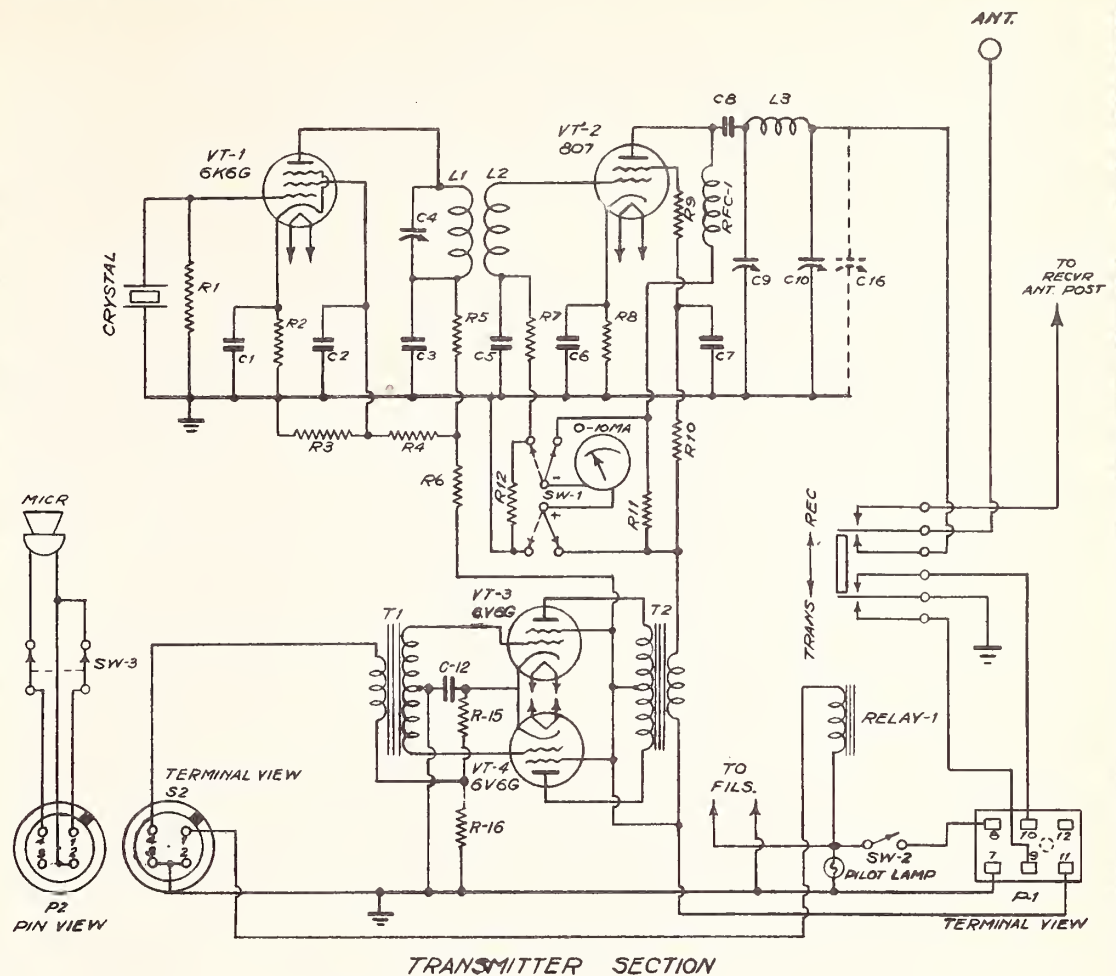 ANT.
C8
L3
VT-1
6K6G
VT-2
807
L1
L2
C4
R9
RFC-1
CRYSTAL
R1
C9
C10
C16
TO
RECVR
ANT. POST
C1
R2
C2
C3
R5
C5
R7
C6
R8
C7
R3
R4
0-10MA
R10
R6
R12
SW-1
-
+
R11
MICR
SW-3
REC
TRANS
VT-3
6V6G
T1
T2
C-12
R-15
RELAY-1
VT-4
6V6G
TERMINAL VIEW
S2
TO
FILS.
R-16
SW-2
PILOT LAMP
8
10
12
7
9
11
P-1
TERMINAL VIEW
1
2
P2
PIN VIEW
TRANSMITTER SECTION